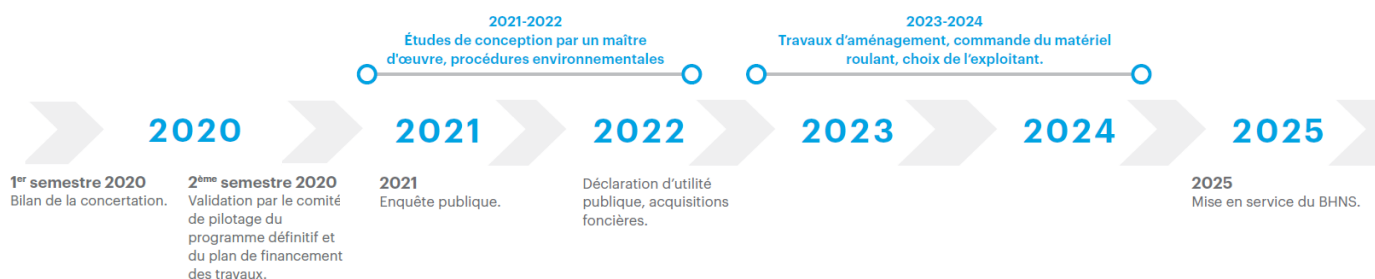 2021-2022
Études de conception par un maître
d'œuvre, procédures environnementales
2023-2024
Travaux d'aménagement, commande du matériel
roulant, choix de l'exploitant.
2020
2021
2022
2023
2024
2025
1er semestre 2020
Bilan de la concertation.
2ème semestre 2020
Validation par le comité
de pilotage du
programme définitif et
du plan de financement
des travaux.
2021
Enquête publique.
Déclaration d'utilité
publique, acquisitions
foncières.
2025
Mise en service du BHNS.